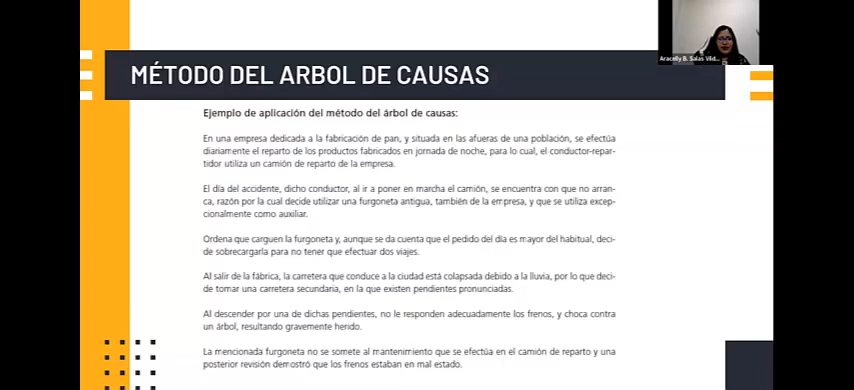 Aracelly B. Salas Vild...
MÉTODO DEL ARBOL DE CAUSAS
Ejemplo de aplicación del método del árbol de causas:
En una empresa dedicada a la fabricación de pan, y situada en las afueras de una población, se efectúa
diariamente el reparto de los productos fabricados en jornada de noche, para lo cual, el conductor-repar-
tidor utiliza un camión de reparto de la empresa.
El día del accidente, dicho conductor, al ir a poner en marcha el camión, se encuentra con que no arran-
ca, razón por la cual decide utilizar una furgoneta antigua, también de la empresa, y que se utiliza excep-
cionalmente como auxiliar.
Ordena que carguen la furgoneta y, aunque se da cuenta que el pedido del día es mayor del habitual, deci-
de sobrecargarla para no tener que efectuar dos viajes.
Al salir de la fábrica, la carretera que conduce a la ciudad está colapsada debido a la lluvia, por lo que deci-
de tomar una carretera secundaria, en la que existen pendientes pronunciadas.
Al descender por una de dichas pendientes, no le responden adecuadamente los frenos, y choca contra
un árbol, resultando gravemente herido.
La mencionada furgoneta no se somete al mantenimiento que se efectúa en el camión de reparto y una
posterior revisión demostró que los frenos estaban en mal estado.